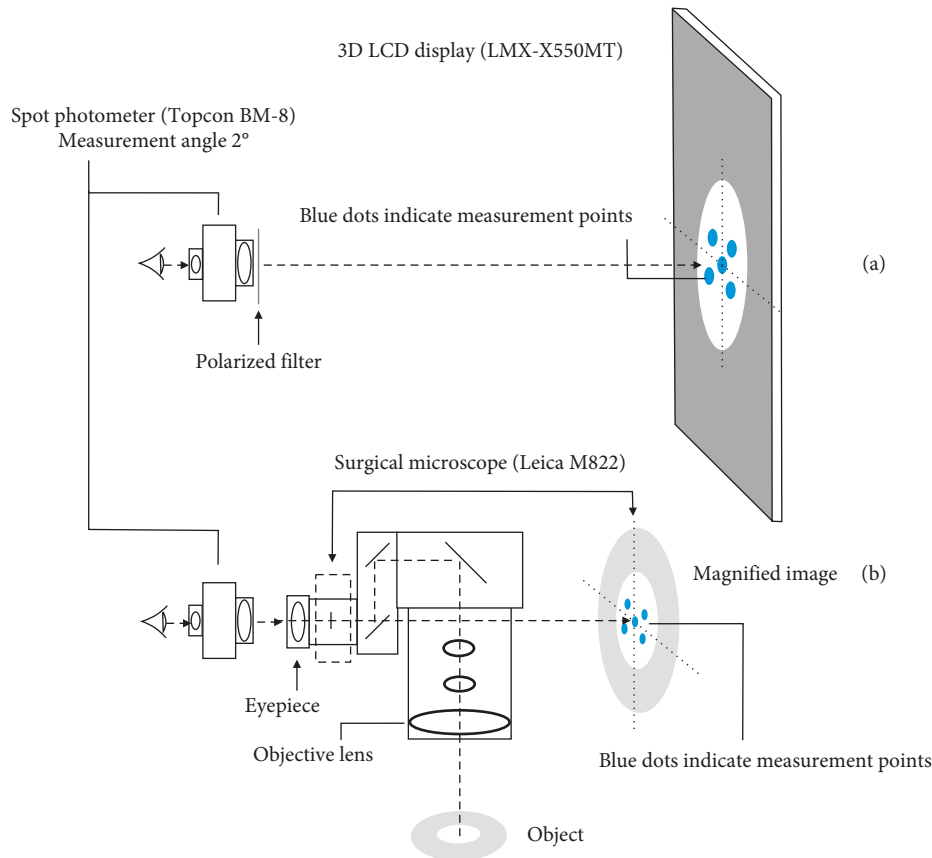 3D LCD display (LMX-X550MT)
Spot photometer (Topcon BM-8)
Measurement angle 2°
Blue dots indicate measurement points
(a)
Polarized filter
Surgical microscope (Leica M822)
Magnified image
(b)
Eyepiece
Objective lens
Blue dots indicate measurement points
Object